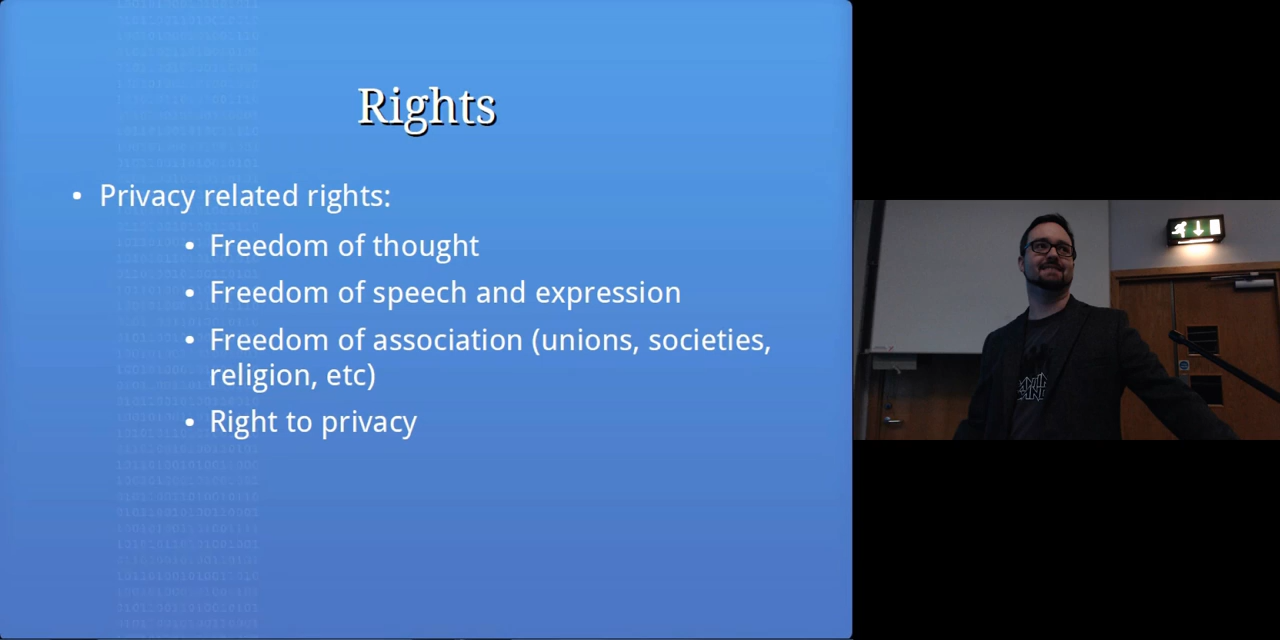 Rights
• Privacy related rights:
• Freedom of thought
• Freedom of speech and expression
• Freedom of association (unions, societies,
religion, etc)
• Right to privacy